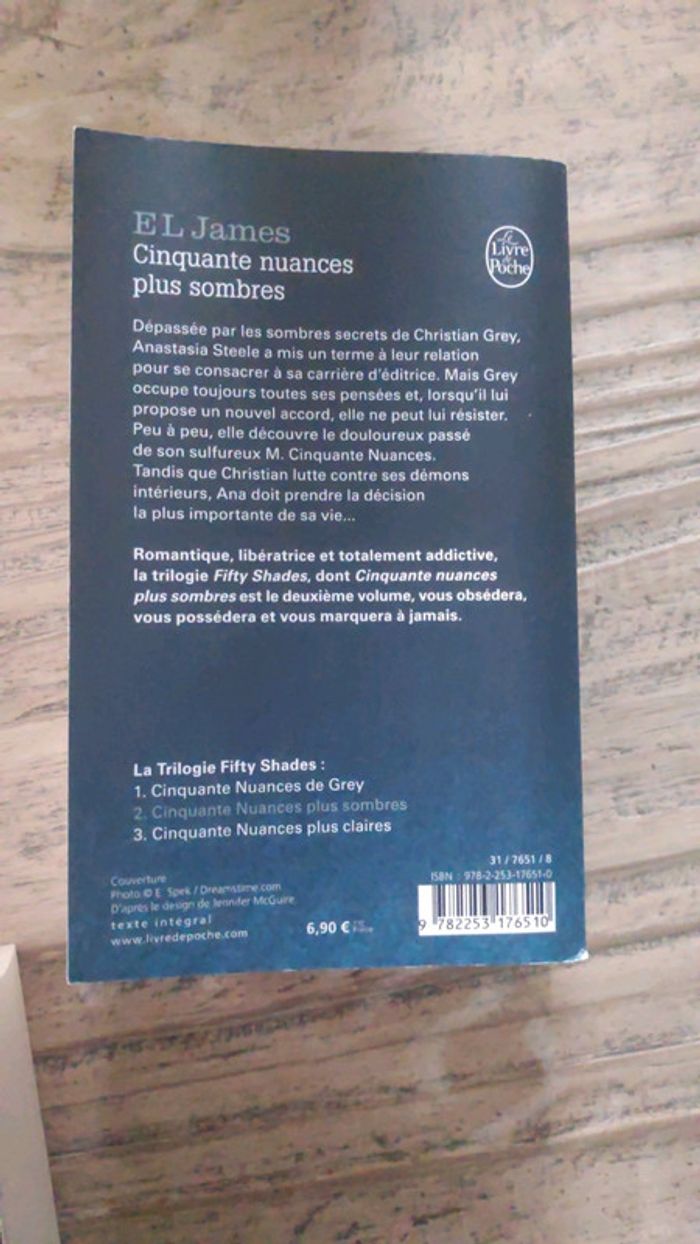 E L James
Cinquante nuances
plus sombres
Le
Livre
de
Poche
Dépassée par les sombres secrets de Christian Grey,
Anastasia Steele a mis un terme à leur relation
pour se consacrer à sa carrière d'éditrice. Mais Grey
occupe toujours toutes ses pensées et, lorsqu'il lui
propose un nouvel accord, elle ne peut lui résister.
Peu à peu, elle découvre le douloureux passé
de son sulfureux M. Cinquante Nuances.
Tandis que Christian lutte contre ses démons
intérieurs, Ana doit prendre la décision
la plus importante de sa vie...
Romantique, libératrice et totalement addictive,
la trilogie Fifty Shades, dont Cinquante nuances
plus sombres est le deuxième volume, vous obsédera,
vous possédera et vous marquera à jamais.
La Trilogie Fifty Shades :
1. Cinquante Nuances de Grey
2. Cinquante Nuances plus sombres
3. Cinquante Nuances plus claires
Couverture
Photo © E. Spek / Dreamstime.com
D'après le design de Jennifer McGuire
texte intégral
www.livredepoche.com
6,90 €
31 / 7651 / 8
ISBN : 978-2-253-17651-0
9 782253 176510